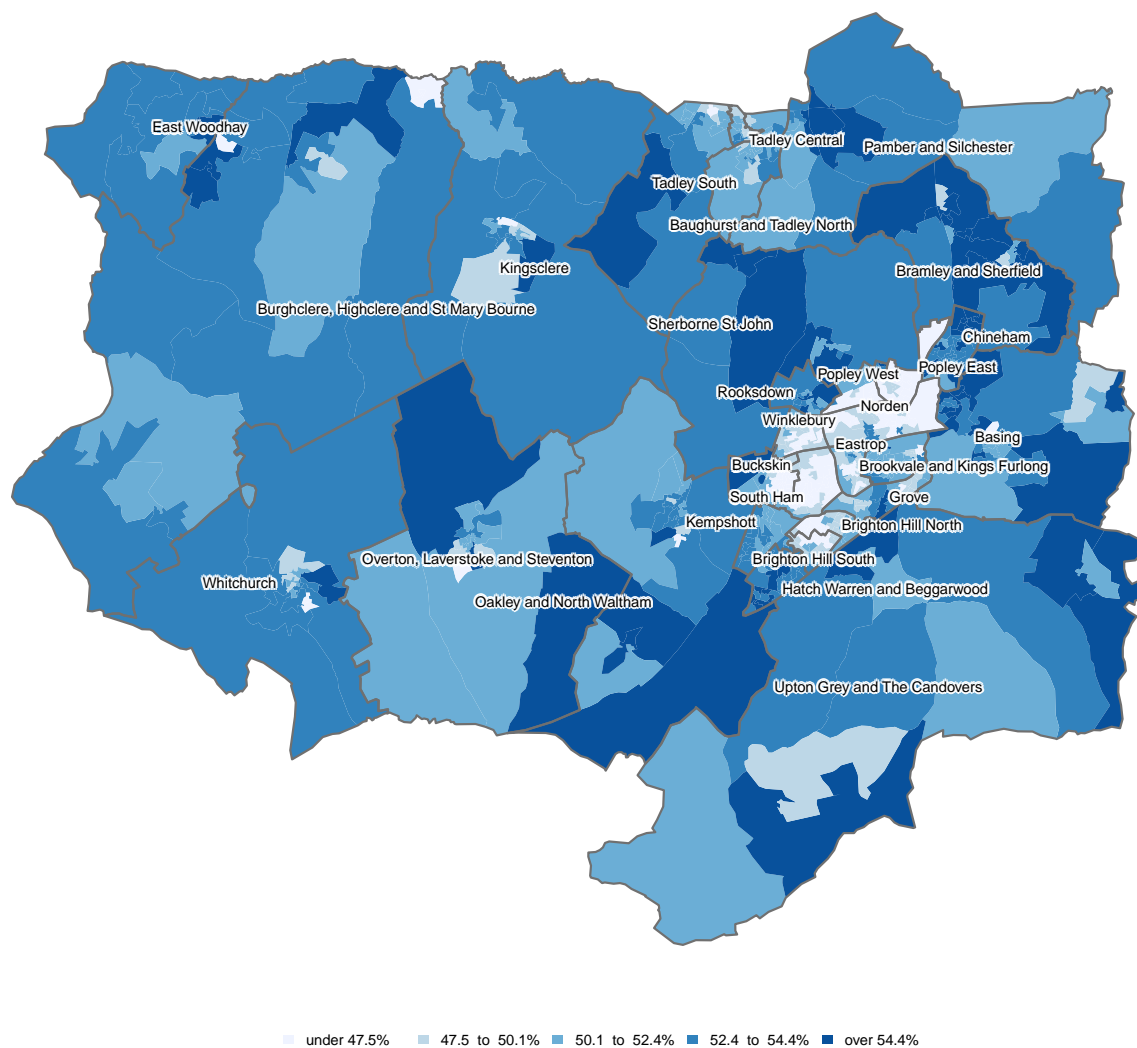 East Woodhay
Tadley Central
Pamber and Silchester
Tadley South
Baughurst and Tadley North
Kingsclere
Bramley and Sherfield
Burghclere, Highclere and St Mary Bourne
Sherborne St John
Chineham
Popley East
Popley West
Rooksdown
Norden
Winklebury
Eastrop
Basing
Buckskin
Brookvale and Kings Furlong
South Ham
Grove
Kempshott
Brighton Hill North
Overton, Laverstoke and Steventon
Brighton Hill South
Whitchurch
Hatch Warren and Beggarwood
Oakley and North Waltham
Upton Grey and The Candovers
under 47.5% 47.5 to 50.1% 50.1 to 52.4% 52.4 to 54.4% over 54.4%